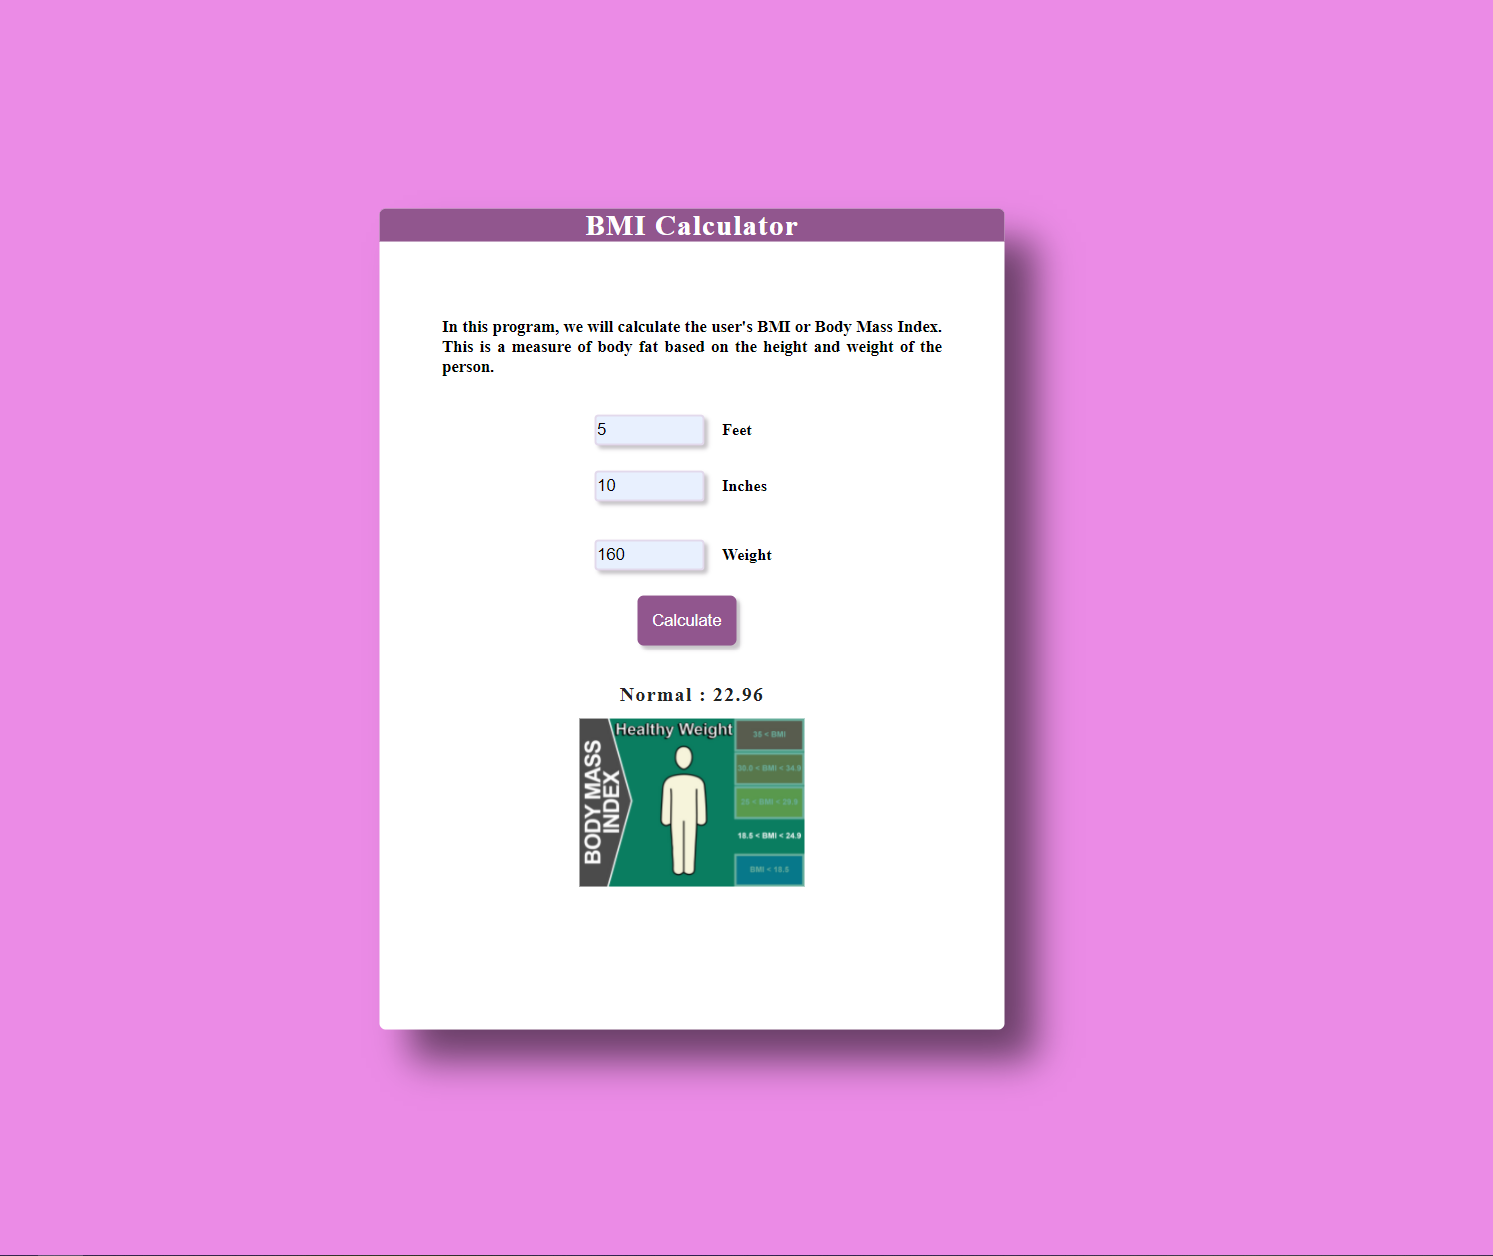 BMI Calculator
In this program, we will calculate the user's BMI or Body Mass Index.
This is a measure of body fat based on the height and weight of the
person.
5 Feet
10 Inches
160 Weight
Calculate
Normal : 22.96
BODY MASS
INDEX
Healthy Weight
35 < BMI
30.0 < BMI < 34.9
25 < BMI < 29.9
18.5 < BMI < 24.9
BMI < 18.5